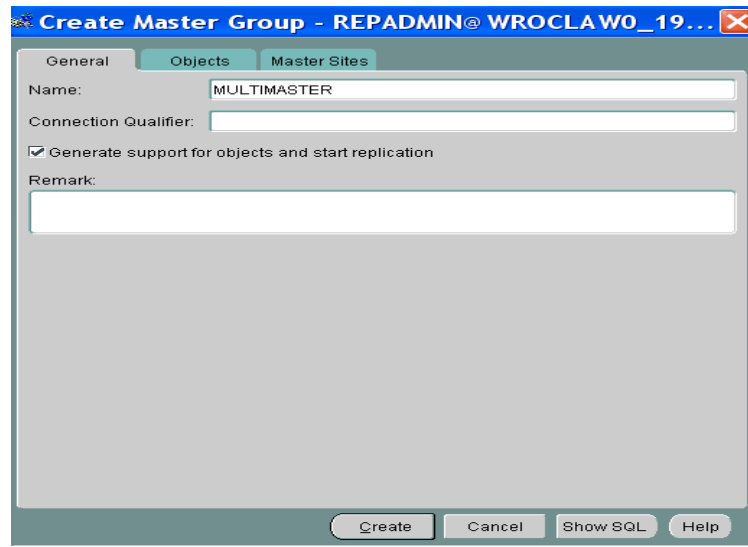 Create Master Group - REPADMIN@ WROCLAW0_19...
General Objects Master Sites
Name: MULTIMASTER
Connection Qualifier:
Generate support for objects and start replication
Remark:
Create Cancel Show SQL Help